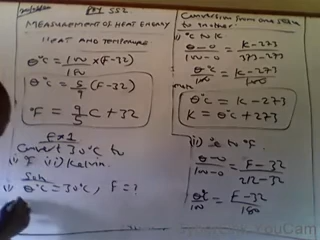 PHY SS2
MEASUREMENT OF HEAT ENERGY
HEAT AND TEMPERATURE
θ°C = 100/180 × (F-32)
θ°C = 5/9 (F-32)
°F = 9/5 C + 32
Ex 1
Convert 30°C to
i) °F ii) Kelvin.
Soln
(i) θ°C = 30°C, F = ?
Conversion from one scale
to another
i) °C to K
θ-0/100-0 = K-273/373-273
θ°C/100 = K-273/100
θ°C = K-273
K = θ°C + 273
ii) °C to °F.
θ-0/100-0 = F-32/212-32
θ°C/100 = F-32/180
YouCam